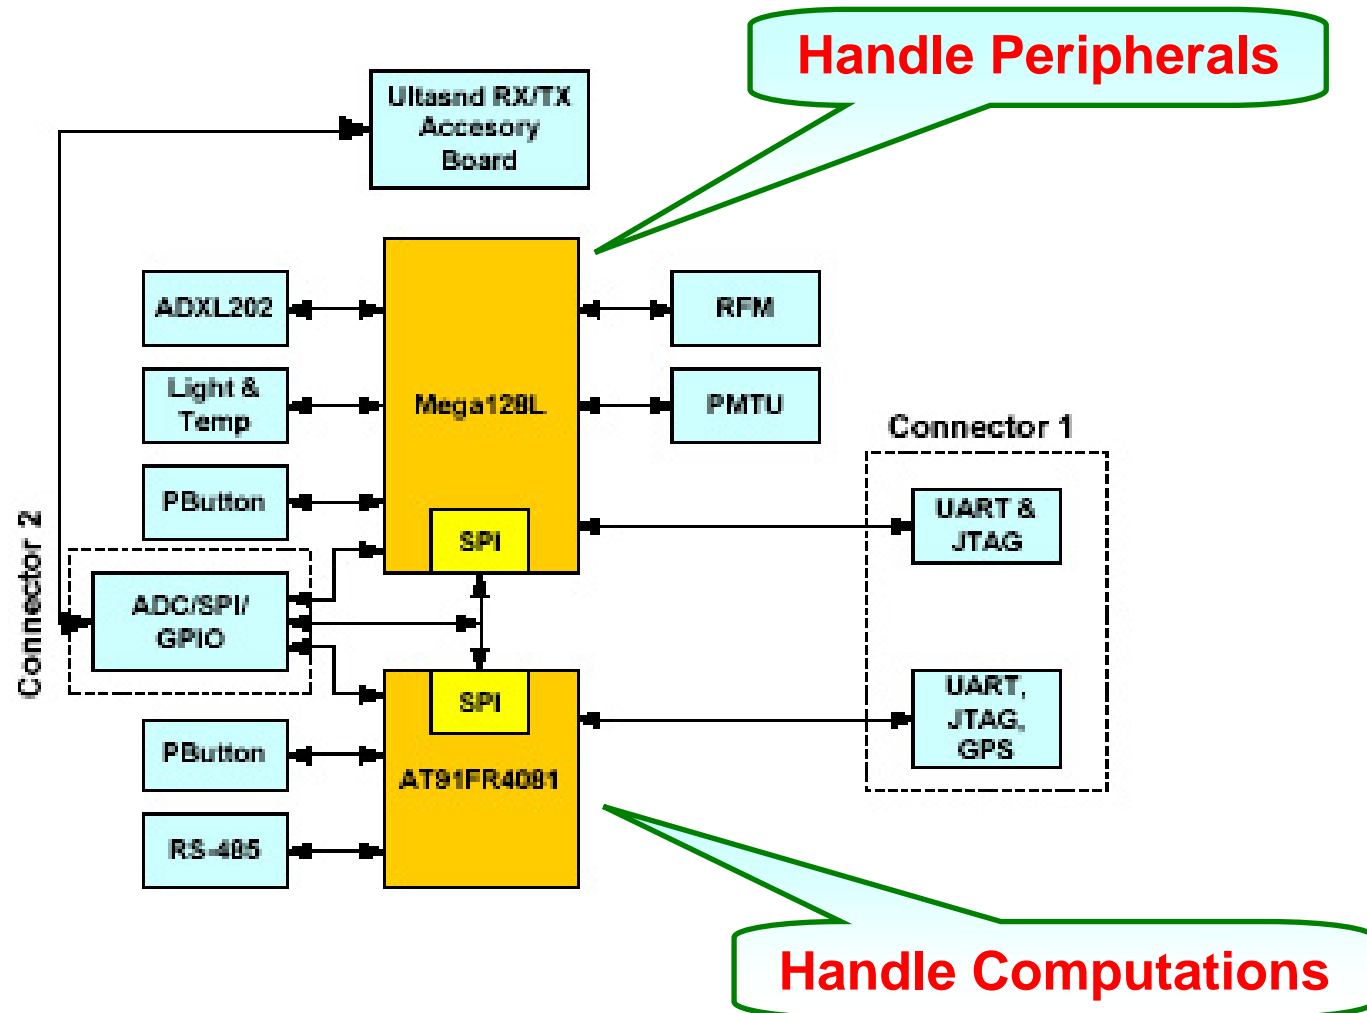 Handle Peripherals
Ultasnd RX/TX
Accesory
Board
ADXL202
RFM
Light &
Temp
Mega128L
PMTU
Connector 1
PButton
UART &
JTAG
SPI
Connector 2
ADC/SPI/
GPIO
SPI
UART,
JTAG,
GPS
PButton
AT91FR4081
RS-485
Handle Computations